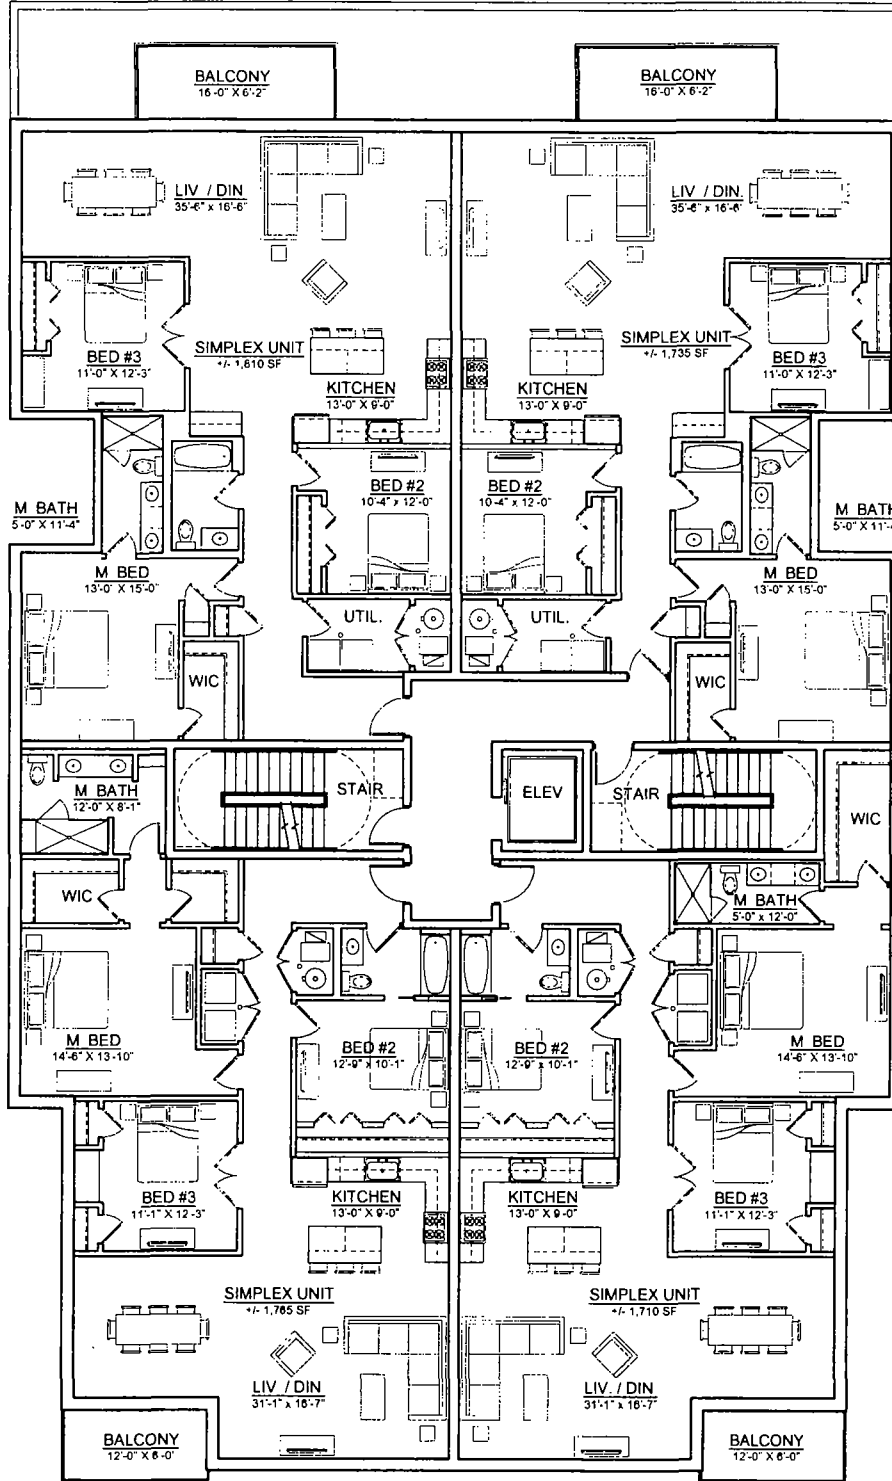 BALCONY
16'-0" X 6'-2"
BALCONY
16'-0" X 6'-2"
LIV / DIN
35'-6" x 16'-6"
LIV / DIN.
35'-6" x 16'-6"
SIMPLEX UNIT
+/- 1,810 SF
SIMPLEX UNIT
+/- 1,735 SF
BED #3
11'-0" X 12'-3"
BED #3
11'-0" X 12'-3"
KITCHEN
13'-0" X 9'-0"
KITCHEN
13'-0" X 9'-0"
BED #2
10'-4" x 12'-0"
BED #2
10'-4" x 12'-0"
M BATH
5'-0" X 11'-4"
M BATH
5'-0" X 11'-4
M BED
13'-0" X 15'-0"
M BED
13'-0" X 15'-0"
UTIL.
UTIL.
WIC
WIC
STAIR
ELEV
STAIR
M BATH
12'-0" X 8'-1"
WIC
WIC
M BATH
5'-0" x 12'-0"
M BED
14'-6" X 13'-10"
BED #2
12'-9" x 10'-1"
BED #2
12'-9" x 10'-1"
M BED
14'-6" X 13'-10"
BED #3
11'-1" X 12'-3"
KITCHEN
13'-0" X 9'-0"
KITCHEN
13'-0" X 9'-0"
BED #3
11'-1" X 12'-3"
SIMPLEX UNIT
+/- 1,765 SF
SIMPLEX UNIT
+/- 1,710 SF
LIV / DIN
31'-1" x 16'-7"
LIV. / DIN
31'-1" x 16'-7"
BALCONY
12'-0" X 6'-0"
BALCONY
12'-0" X 6'-0"